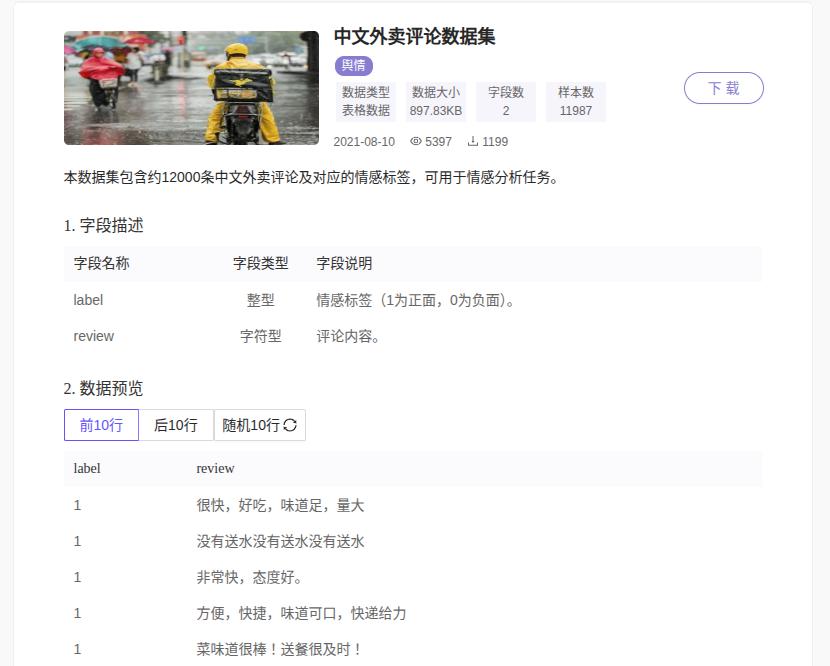 中文外卖评论数据集
舆情
数据类型 数据大小 字段数 样本数
表格数据 897.83KB 2 11987
下 载
2021-08-10 5397 1199
本数据集包含约12000条中文外卖评论及对应的情感标签，可用于情感分析任务。
1. 字段描述
字段名称 字段类型 字段说明
label 整型 情感标签（1为正面，0为负面）。
review 字符型 评论内容。
2. 数据预览
前10行 后10行 随机10行
label review
1 很快，好吃，味道足，量大
1 没有送水没有送水没有送水
1 非常快，态度好。
1 方便，快捷，味道可口，快递给力
1 菜味道很棒！送餐很及时！